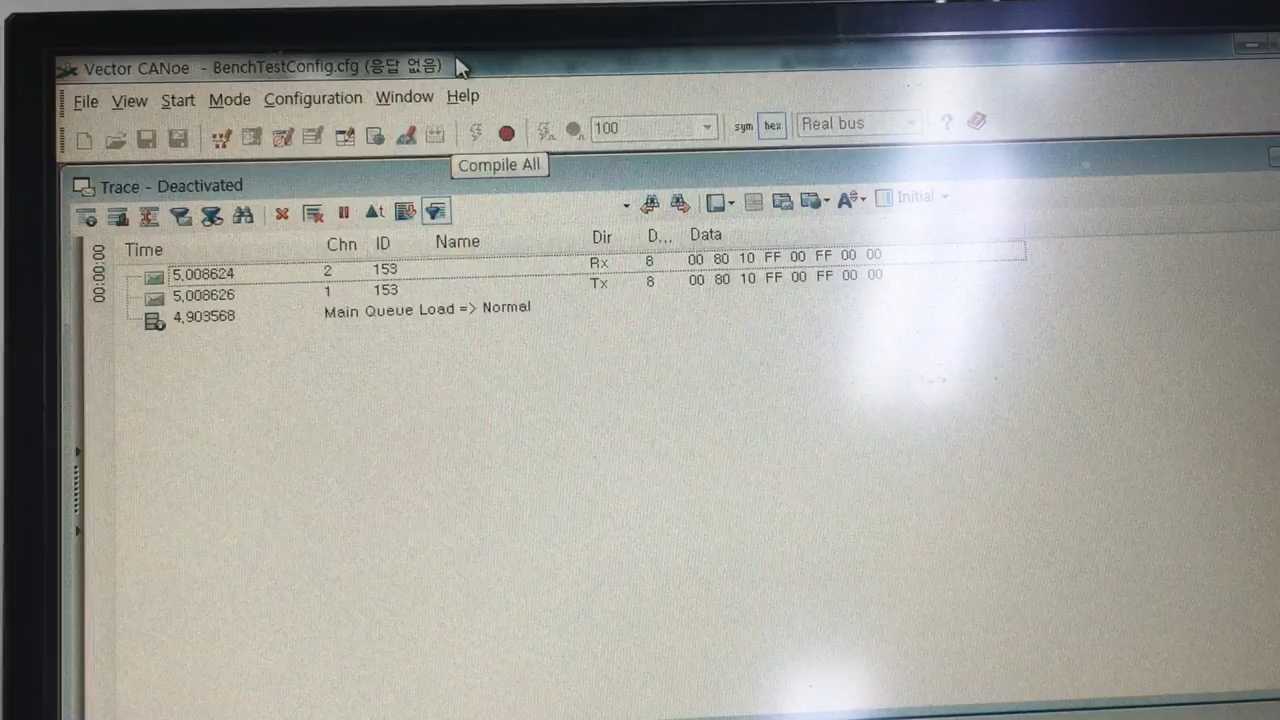 Vector CANoe - BenchTestConfig.cfg (응답 없음)
File View Start Mode Configuration Window Help
100 sym hex Real bus
Compile All
Trace - Deactivated
Initial
00:00:00
Time Chn ID Name Dir D... Data
5,008624 2 153 Rx 8 00 80 10 FF 00 FF 00 00
5,008626 1 153 Tx 8 00 80 10 FF 00 FF 00 00
4,903568 Main Queue Load => Normal